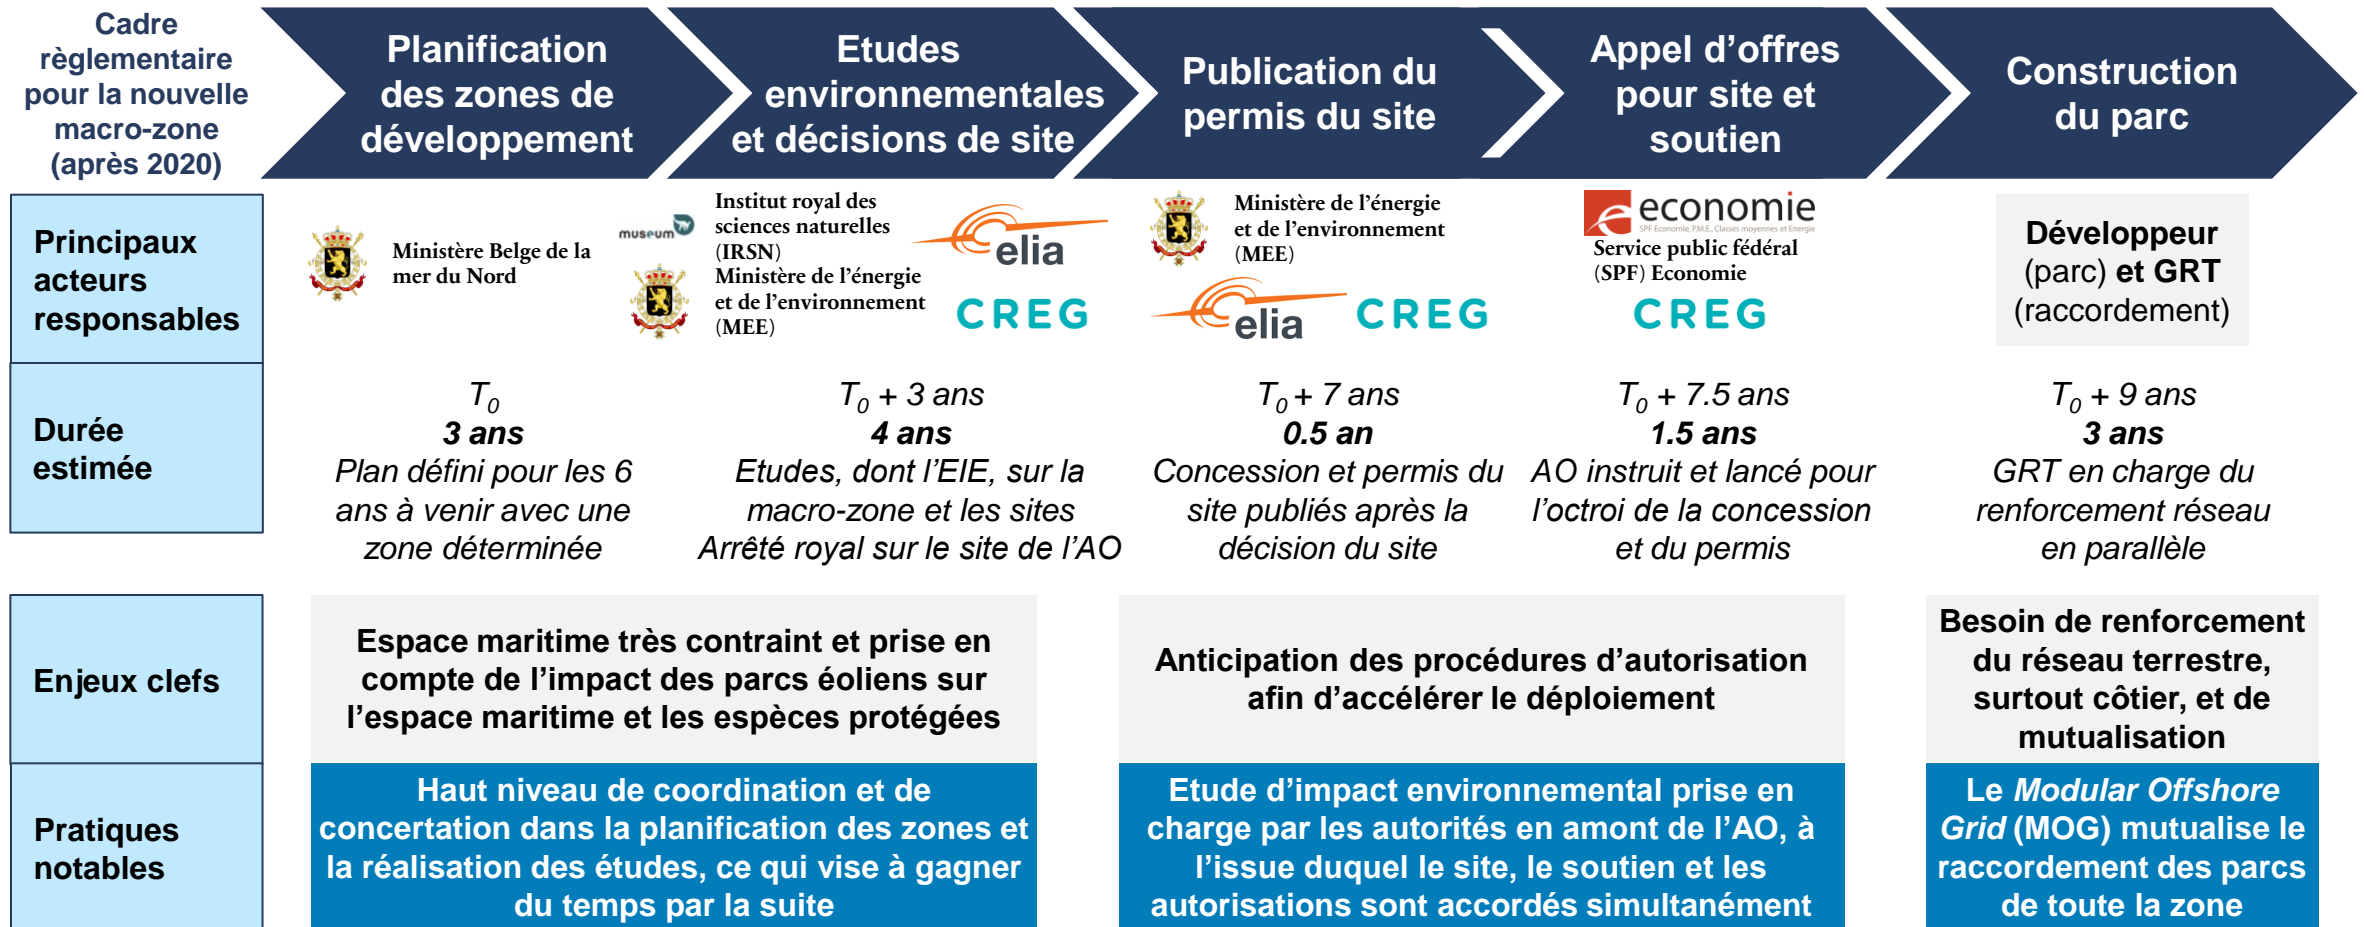 Cadre
règlementaire
pour la nouvelle
macro-zone
(après 2020)
Planification
des zones de
développement
Etudes
environnementales
et décisions de site
Publication du
permis du site
Appel d’offres
pour site et
soutien
Construction
du parc
Principaux
acteurs
responsables
Ministère Belge de la
mer du Nord
museum
Institut royal des
sciences naturelles
(IRSN)
Ministère de l’énergie
et de l’environnement
(MEE)
elia
CREG
Ministère de l’énergie
et de l’environnement
(MEE)
elia
CREG
economie
SPF Economie, P.M.E., Classes moyennes et Energie
Service public fédéral
(SPF) Economie
CREG
Développeur
(parc) et GRT
(raccordement)
Durée
estimée
T0
3 ans
Plan défini pour les 6
ans à venir avec une
zone déterminée
T0 + 3 ans
4 ans
Etudes, dont l’EIE, sur la
macro-zone et les sites
Arrêté royal sur le site de l’AO
T0 + 7 ans
0.5 an
Concession et permis du
site publiés après la
décision du site
T0 + 7.5 ans
1.5 ans
AO instruit et lancé pour
l’octroi de la concession
et du permis
T0 + 9 ans
3 ans
GRT en charge du
renforcement réseau
en parallèle
Enjeux clefs
Espace maritime très contraint et prise en
compte de l’impact des parcs éoliens sur
l’espace maritime et les espèces protégées
Anticipation des procédures d’autorisation
afin d’accélérer le déploiement
Besoin de renforcement
du réseau terrestre,
surtout côtier, et de
mutualisation
Pratiques
notables
Haut niveau de coordination et de
concertation dans la planification des zones et
la réalisation des études, ce qui vise à gagner
du temps par la suite
Etude d’impact environnemental prise en
charge par les autorités en amont de l’AO, à
l’issue duquel le site, le soutien et les
autorisations sont accordés simultanément
Le Modular Offshore
Grid (MOG) mutualise le
raccordement des parcs
de toute la zone